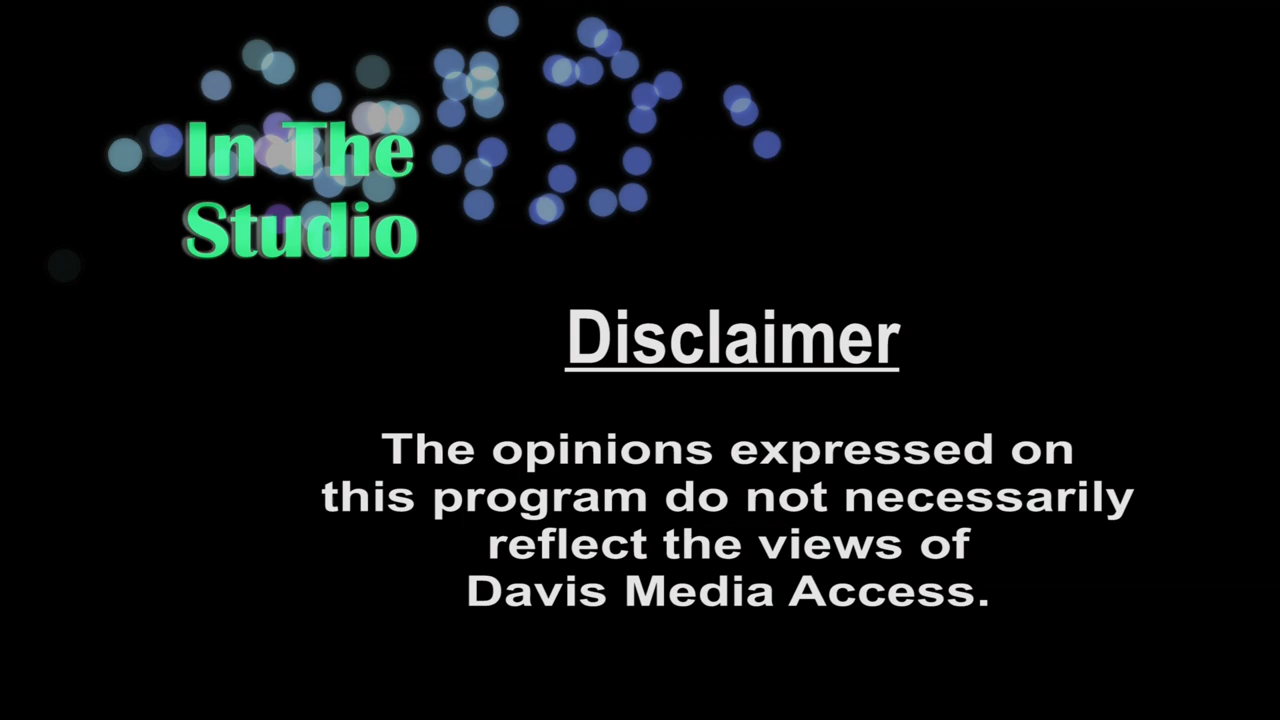 In The
Studio
Disclaimer
The opinions expressed on
this program do not necessarily
reflect the views of
Davis Media Access.